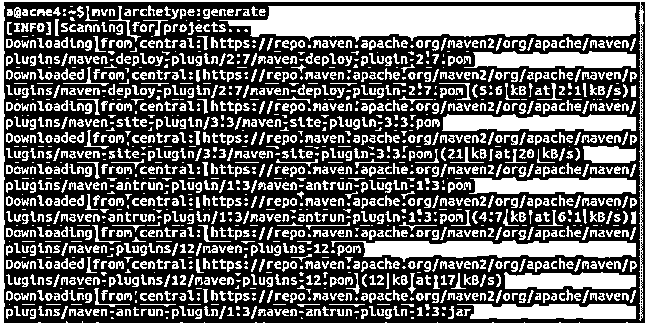 a@acme4:~$ mvn archetype:generate
[INFO] Scanning for projects...
Downloading from central: https://repo.maven.apache.org/maven2/org/apache/maven/
plugins/maven-deploy-plugin/2.7/maven-deploy-plugin-2.7.pom
Downloaded from central: https://repo.maven.apache.org/maven2/org/apache/maven/p
lugins/maven-deploy-plugin/2.7/maven-deploy-plugin-2.7.pom (5.6 kB at 2.1 kB/s)
Downloading from central: https://repo.maven.apache.org/maven2/org/apache/maven/
plugins/maven-site-plugin/3.3/maven-site-plugin-3.3.pom
Downloaded from central: https://repo.maven.apache.org/maven2/org/apache/maven/p
lugins/maven-site-plugin/3.3/maven-site-plugin-3.3.pom (21 kB at 20 kB/s)
Downloading from central: https://repo.maven.apache.org/maven2/org/apache/maven/
plugins/maven-antrun-plugin/1.3/maven-antrun-plugin-1.3.pom
Downloaded from central: https://repo.maven.apache.org/maven2/org/apache/maven/p
lugins/maven-antrun-plugin/1.3/maven-antrun-plugin-1.3.pom (4.7 kB at 6.1 kB/s)
Downloading from central: https://repo.maven.apache.org/maven2/org/apache/maven/
plugins/maven-plugins/12/maven-plugins-12.pom
Downloaded from central: https://repo.maven.apache.org/maven2/org/apache/maven/p
lugins/maven-plugins/12/maven-plugins-12.pom (12 kB at 17 kB/s)
Downloading from central: https://repo.maven.apache.org/maven2/org/apache/maven/
plugins/maven-antrun-plugin/1.3/maven-antrun-plugin-1.3.jar